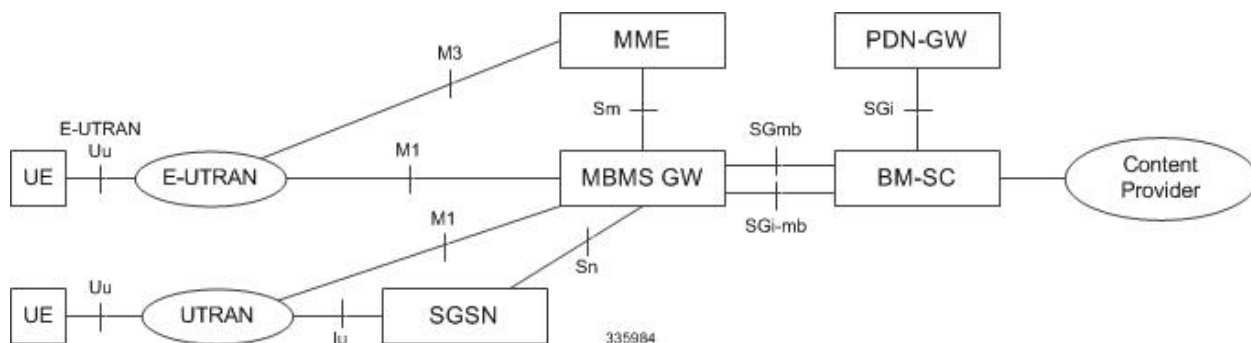 MME
PDN-GW
M3
Sm
SGi
E-UTRAN
Uu
SGmb
UE
E-UTRAN
M1
MBMS GW
BM-SC
Content
Provider
SGi-mb
M1
Sn
Uu
UE
UTRAN
Iu
SGSN
335984